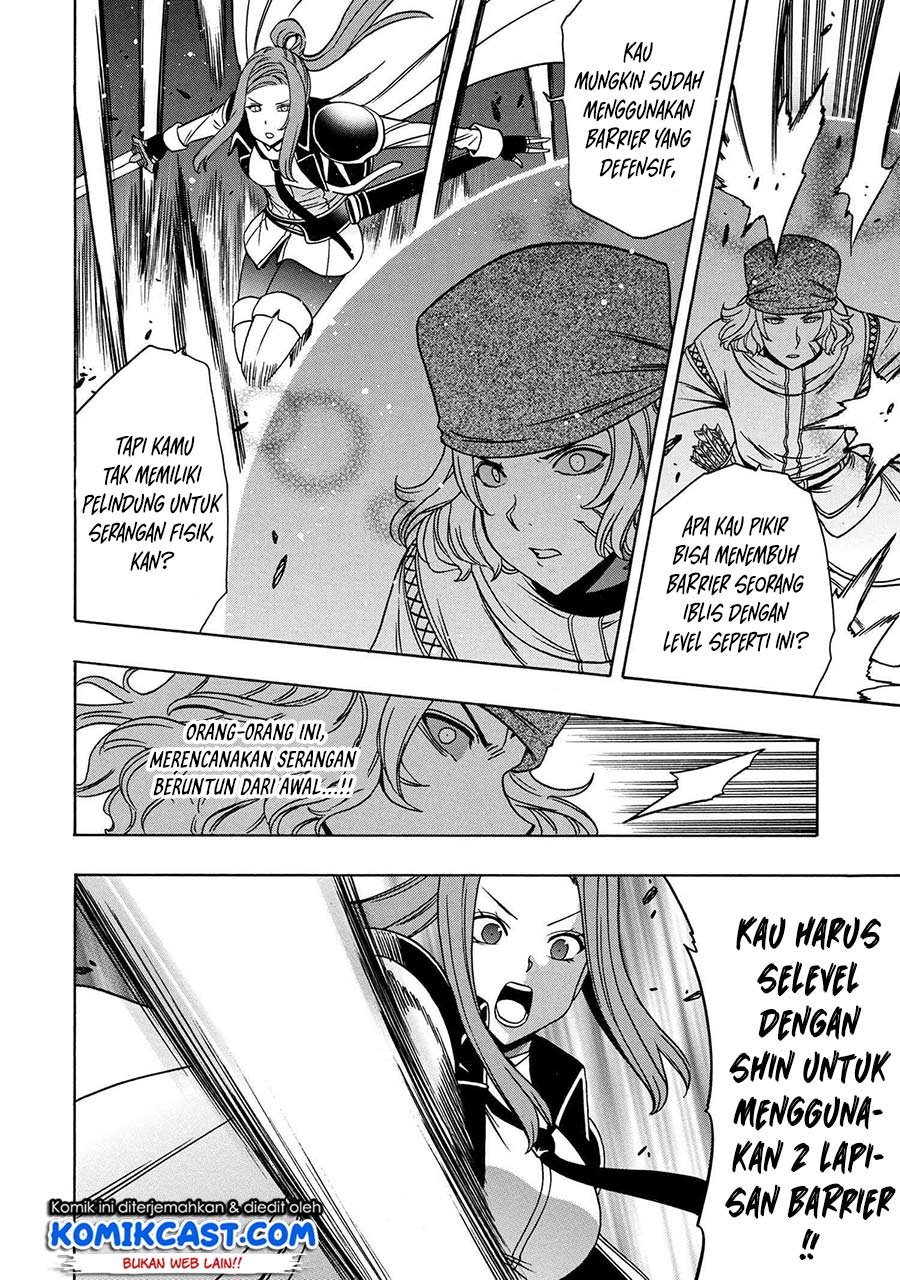 APA KAU PIKIR
BISA MENEMBUH
BARRIER SEORANG
IBLIS DENGAN
LEVEL SEPERTI INI?
KAU
MUNGKIN SUDAH
MENGGUNAKAN
BARRIER YANG
DEFENSIF,
TAPI KAMU
TAK MEMILIKI
PELINDUNG UNTUK
SERANGAN FISIK,
KAN?
ORANG-ORANG INI,
MERENCANAKAN SERANGAN
BERUNTUN DARI AWAL...!!!
KAU HARUS
SELEVEL
DENGAN
SHIN UNTUK
MENGGUNA-
KAN 2 LAPI-
SAN BARRIER
!!
Komik ini diterjemahkan & diedit oleh
KOMIKCAST.COM
BUKAN WEB LAIN!!